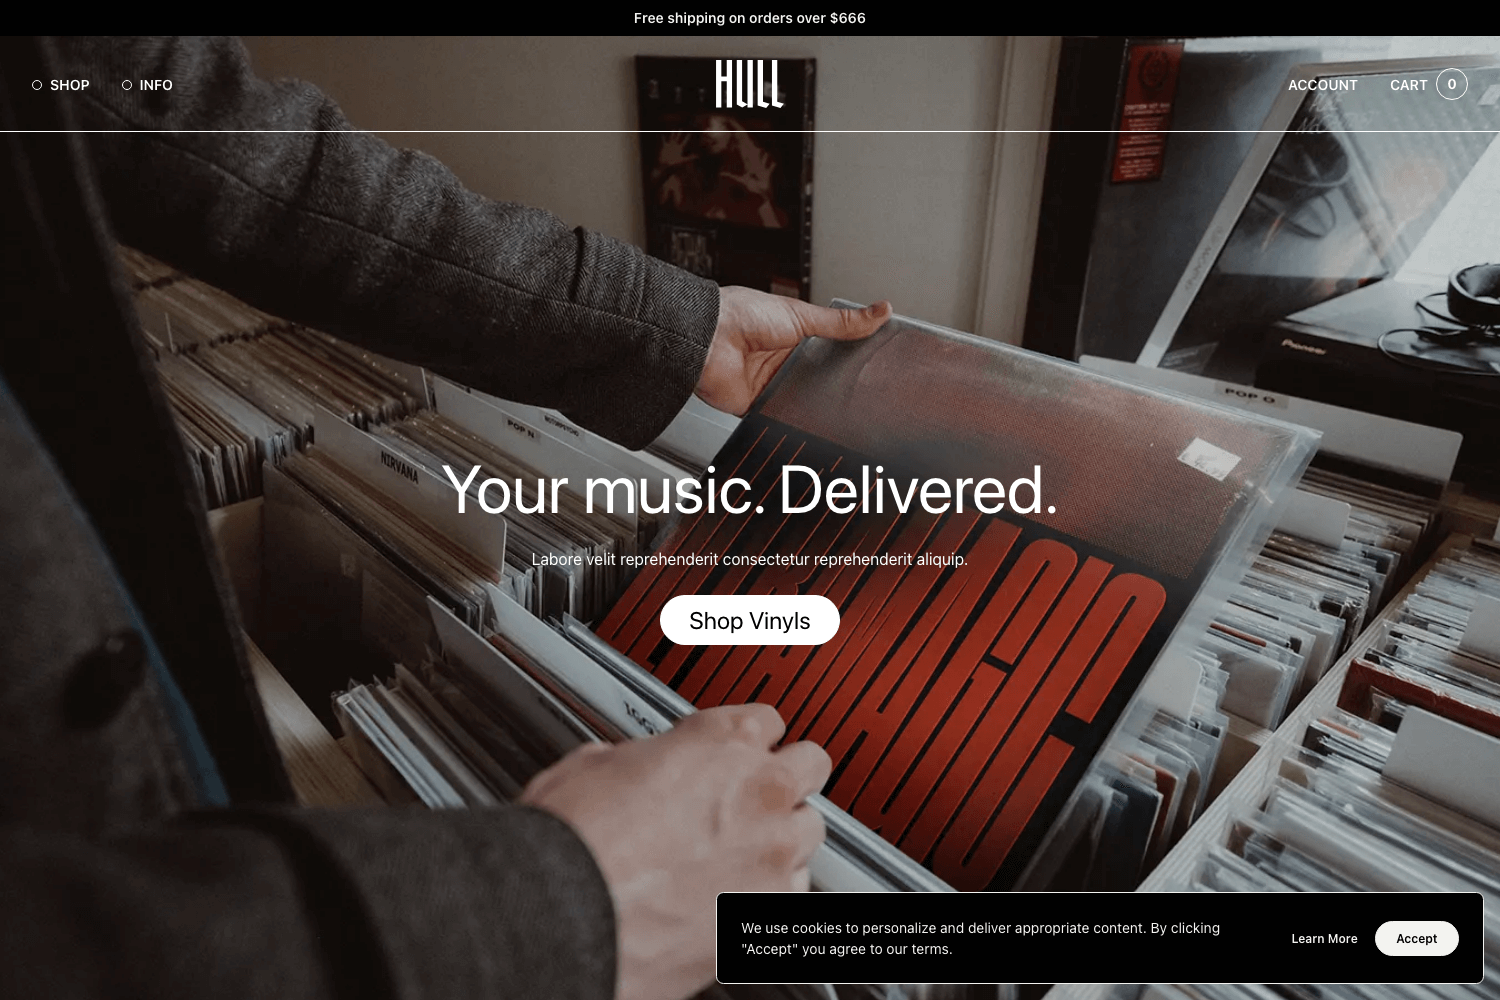 Free shipping on orders over $666
SHOP
INFO
HULL
ACCOUNT
CART 0
Pioneer
POP O
POP N
MOTORPSYCHO
NIRVANA
Your music. Delivered.
Labore velit reprehenderit consectetur reprehenderit aliquip.
Shop Vinyls
We use cookies to personalize and deliver appropriate content. By clicking
"Accept" you agree to our terms.
Learn More
Accept